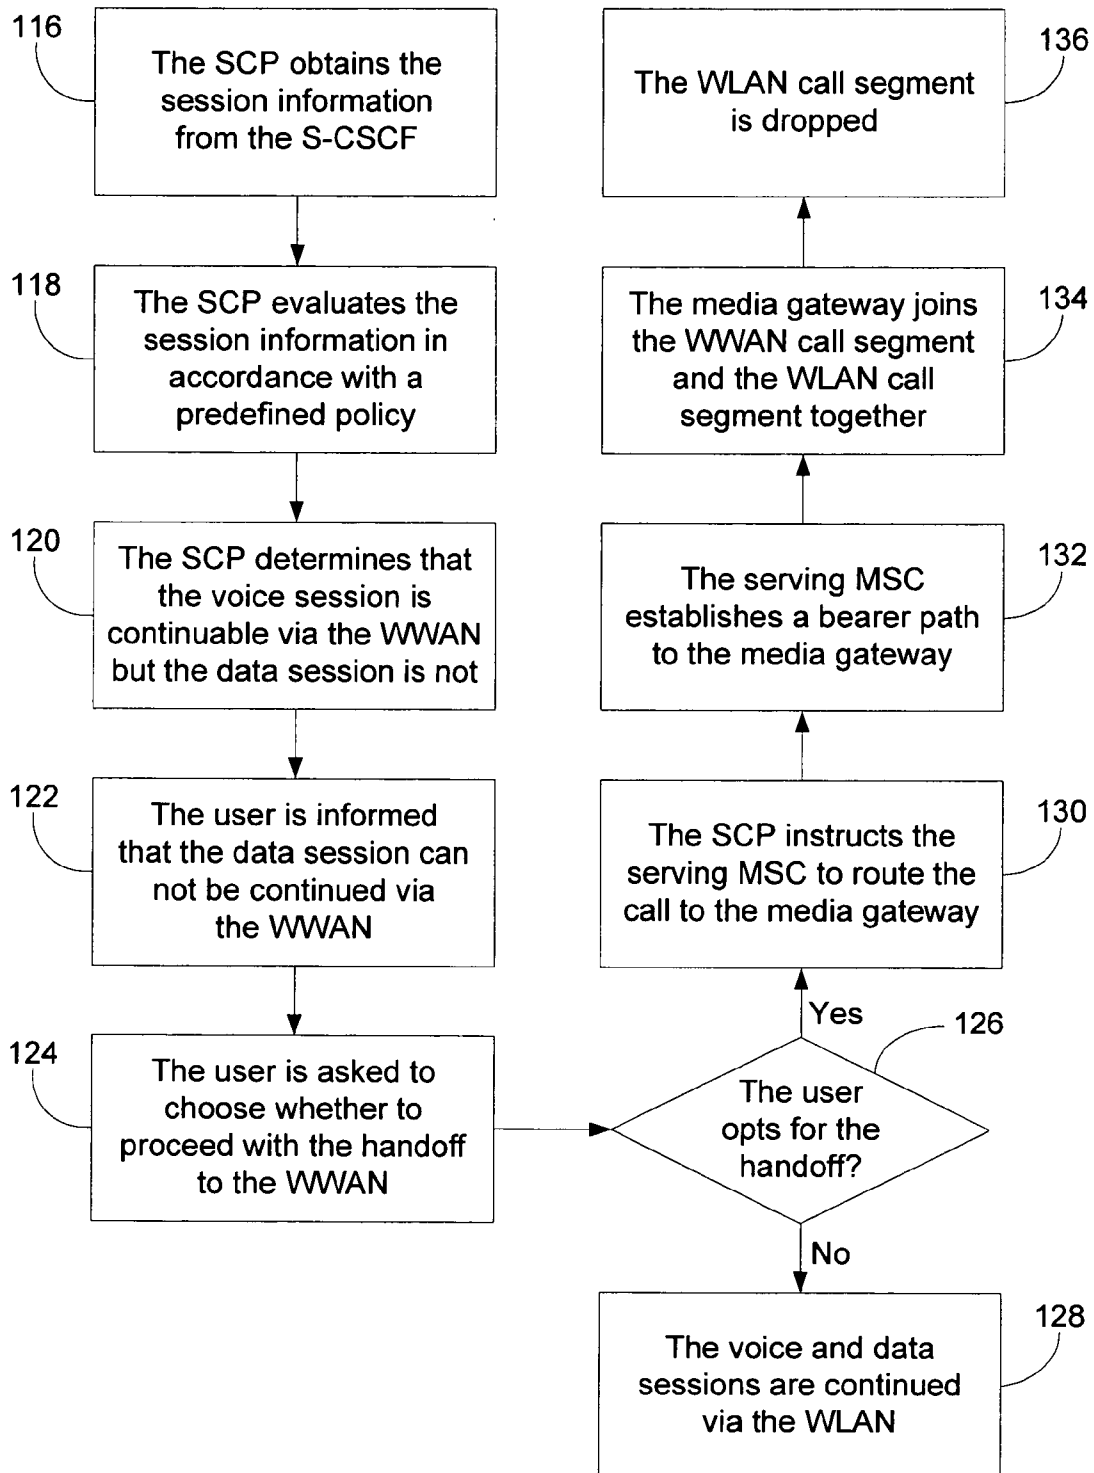 116
The SCP obtains the
session information
from the S-CSCF
118
The SCP evaluates the
session information in
accordance with a
predefined policy
120
The SCP determines that
the voice session is
continuable via the WWAN
but the data session is not
122
The user is informed
that the data session can
not be continued via
the WWAN
124
The user is asked to
choose whether to
proceed with the handoff
to the WWAN
126
The user
opts for the
handoff?
No
128
The voice and data
sessions are continued
via the WLAN
Yes
130
The SCP instructs the
serving MSC to route the
call to the media gateway
132
The serving MSC
establishes a bearer path
to the media gateway
134
The media gateway joins
the WWAN call segment
and the WLAN call
segment together
136
The WLAN call segment
is dropped